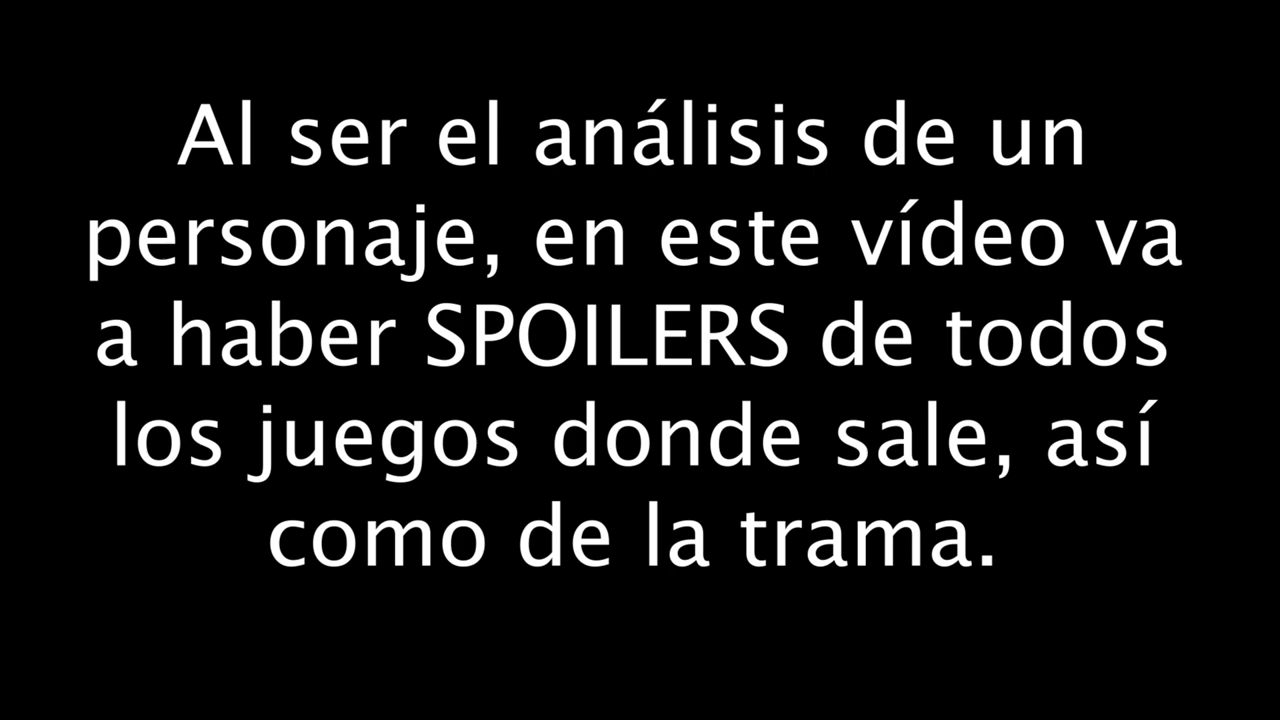 Al ser el análisis de un
personaje, en este vídeo va
a haber SPOILERS de todos
los juegos donde sale, así
como de la trama.